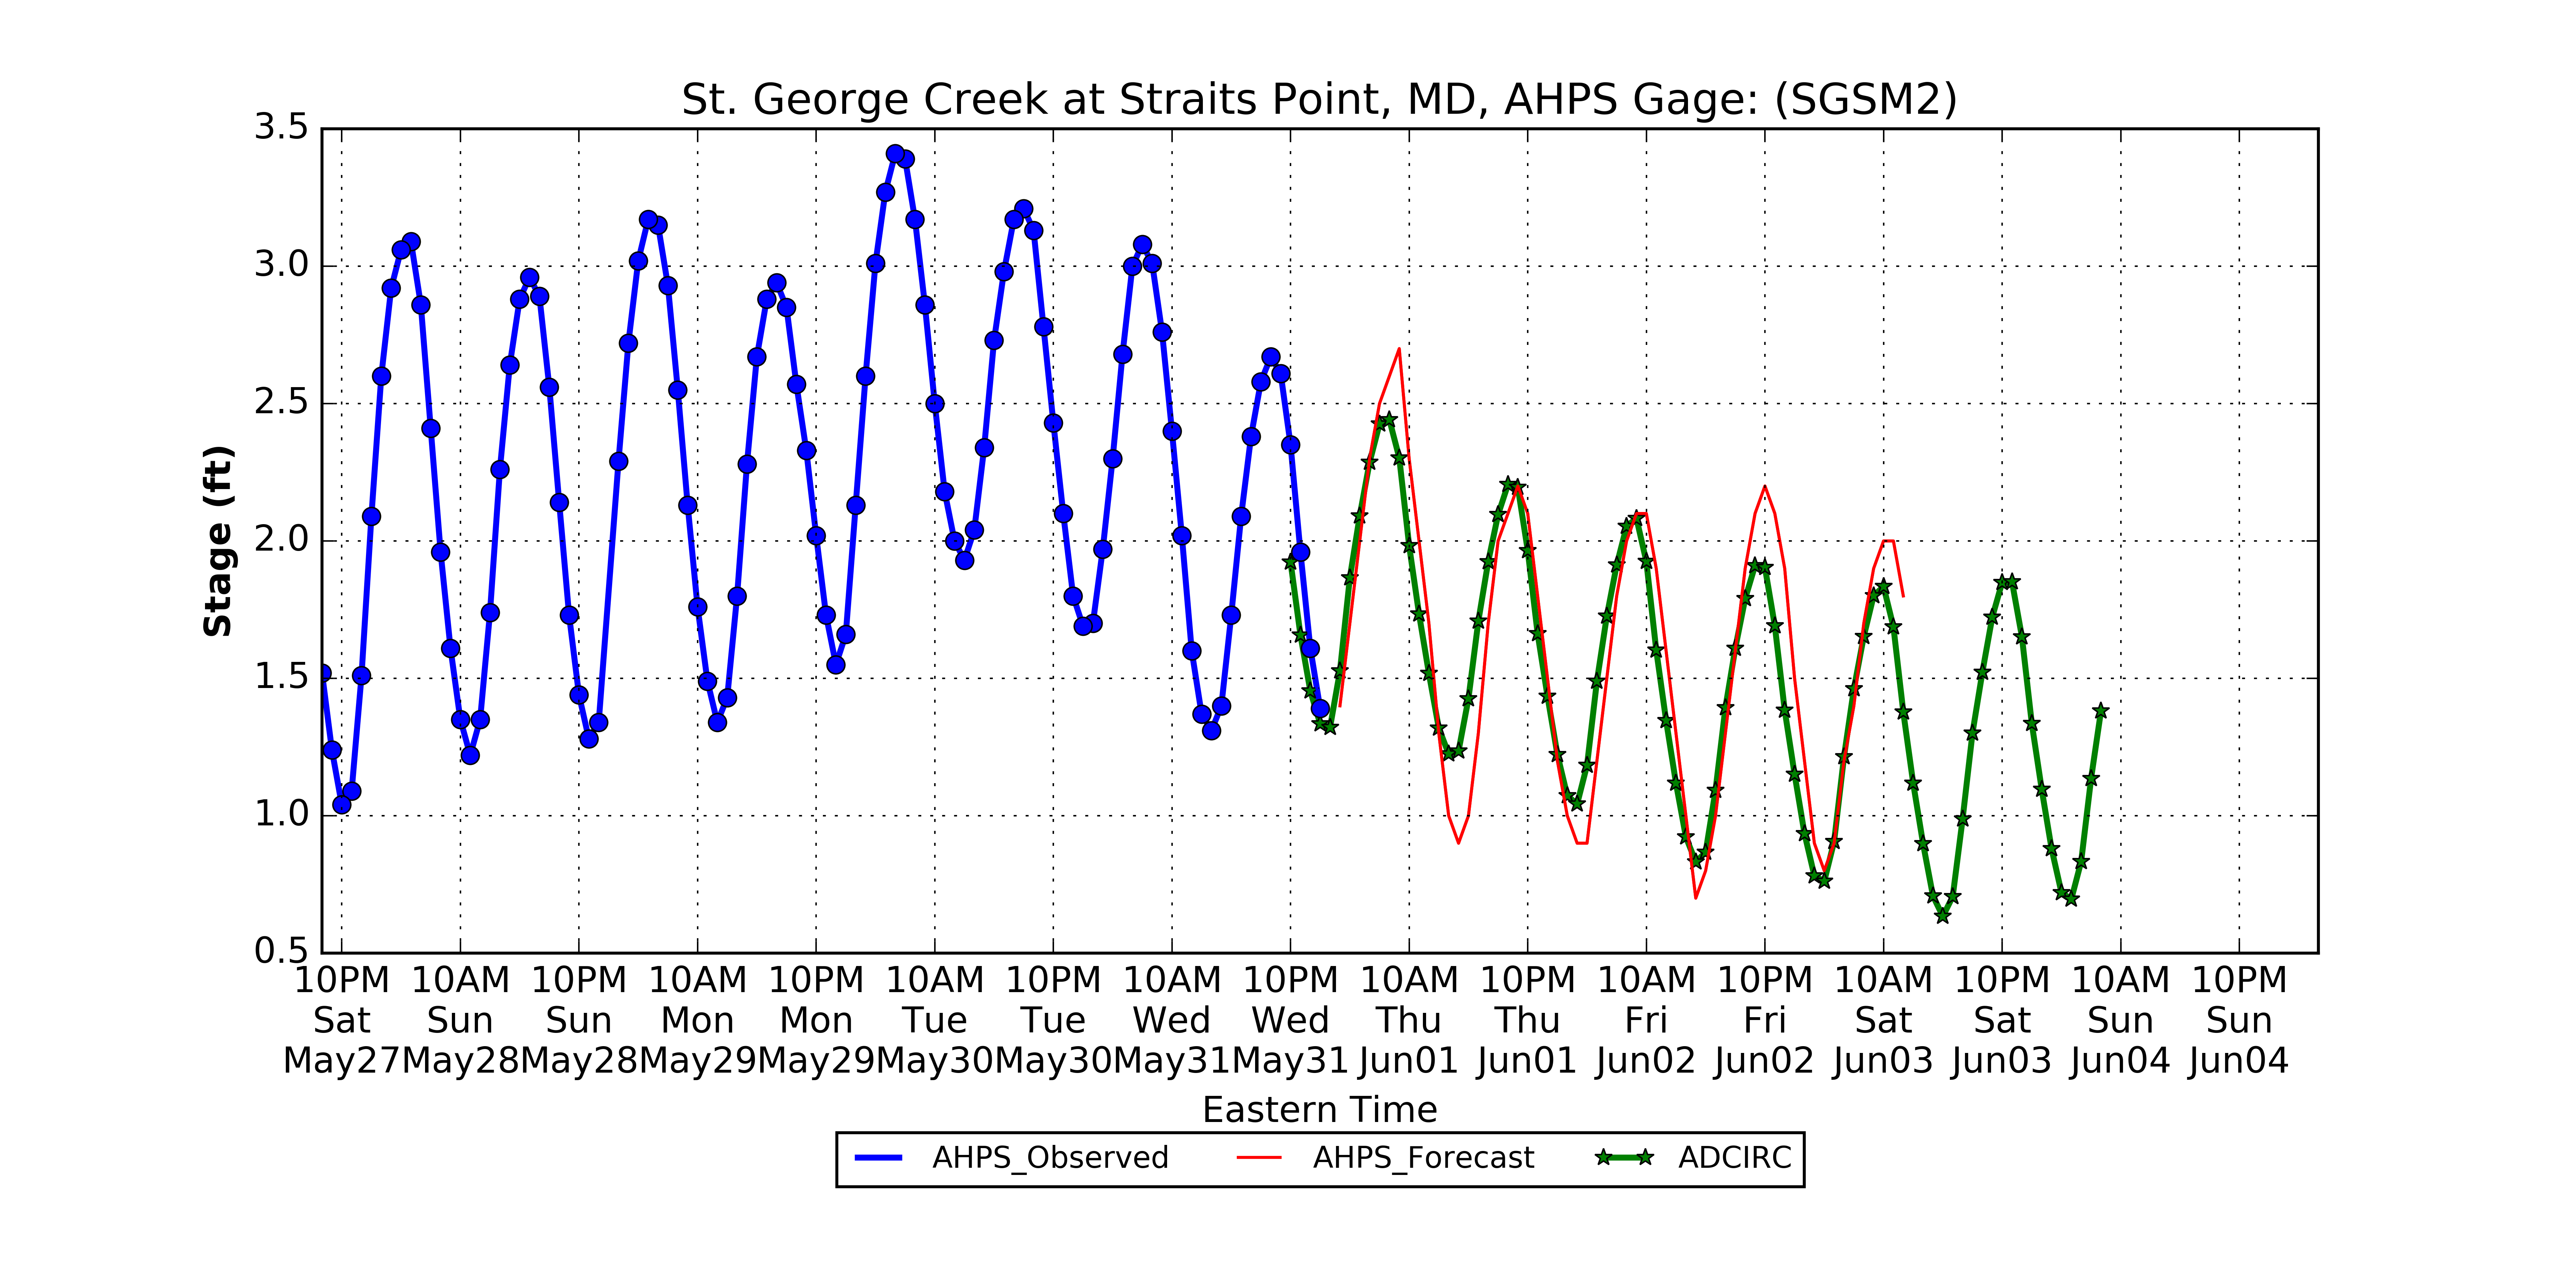 St. George Creek at Straits Point, MD, AHPS Gage: (SGSM2)
3.5
3.0
2.5
2.0
1.5
1.0
0.5
Stage (ft)
10PM 10AM 10PM 10AM 10PM 10AM 10PM 10AM 10PM 10AM 10PM 10AM 10PM 10AM 10PM 10AM 10PM
Sat Sun Sun Mon Mon Tue Tue Wed Wed Thu Thu Fri Fri Sat Sat Sun Sun
May27 May28 May28 May29 May29 May30 May30 May31 May31 Jun01 Jun01 Jun02 Jun02 Jun03 Jun03 Jun04 Jun04
Eastern Time
AHPS_Observed AHPS_Forecast ADCIRC